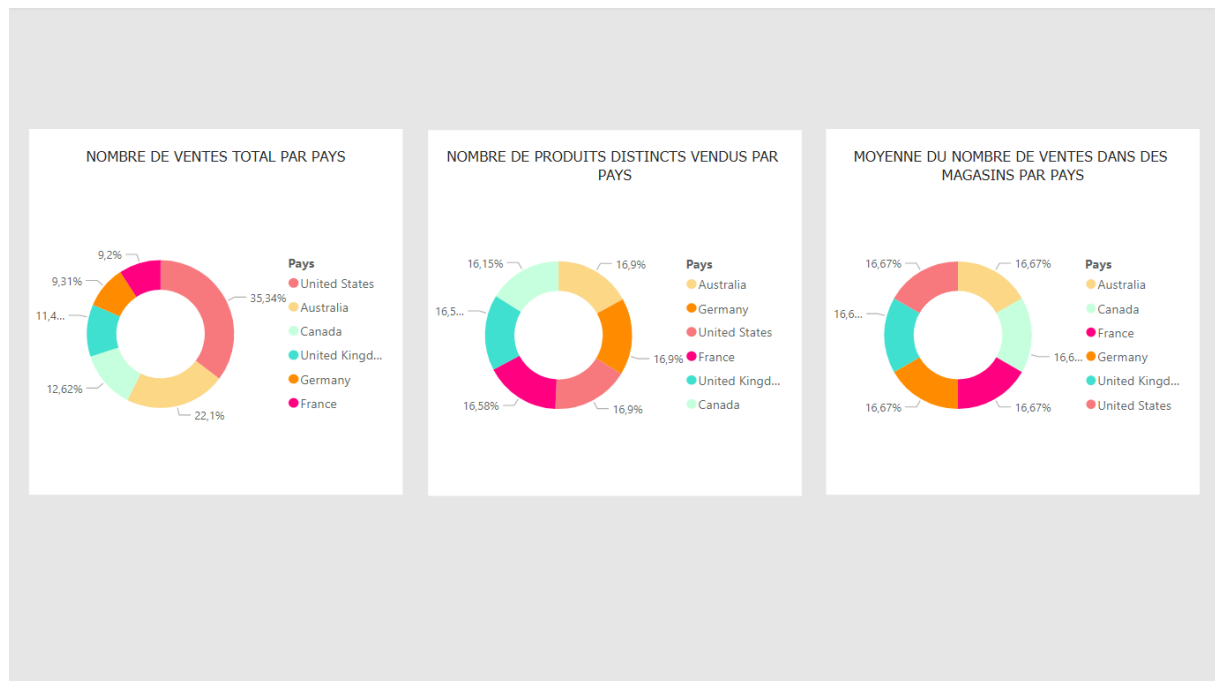 NOMBRE DE VENTES TOTAL PAR PAYS
9,2%
9,31%
11,4...
12,62%
22,1%
35,34%
Pays
United States
Australia
Canada
United Kingd...
Germany
France
NOMBRE DE PRODUITS DISTINCTS VENDUS PAR
PAYS
16,15%
16,9%
16,5...
16,9%
16,58%
16,9%
Pays
Australia
Germany
United States
France
United Kingd...
Canada
MOYENNE DU NOMBRE DE VENTES DANS DES
MAGASINS PAR PAYS
16,67%
16,67%
16,6...
16,6...
16,67%
16,67%
Pays
Australia
Canada
France
Germany
United Kingd...
United States